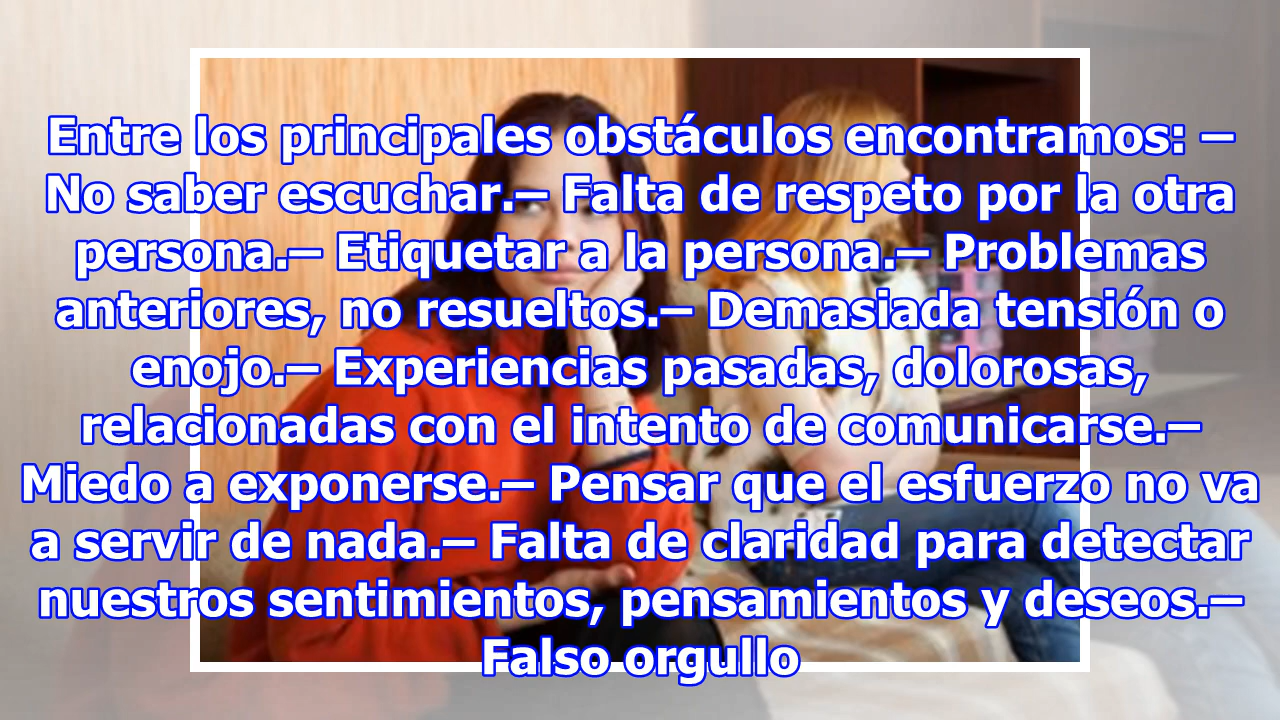 Entre los principales obstáculos encontramos: –
No saber escuchar.– Falta de respeto por la otra
persona.– Etiquetar a la persona.– Problemas
anteriores, no resueltos.– Demasiada tensión o
enojo.– Experiencias pasadas, dolorosas,
relacionadas con el intento de comunicarse.–
Miedo a exponerse.– Pensar que el esfuerzo no va
a servir de nada.– Falta de claridad para detectar
nuestros sentimientos, pensamientos y deseos.–
Falso orgullo